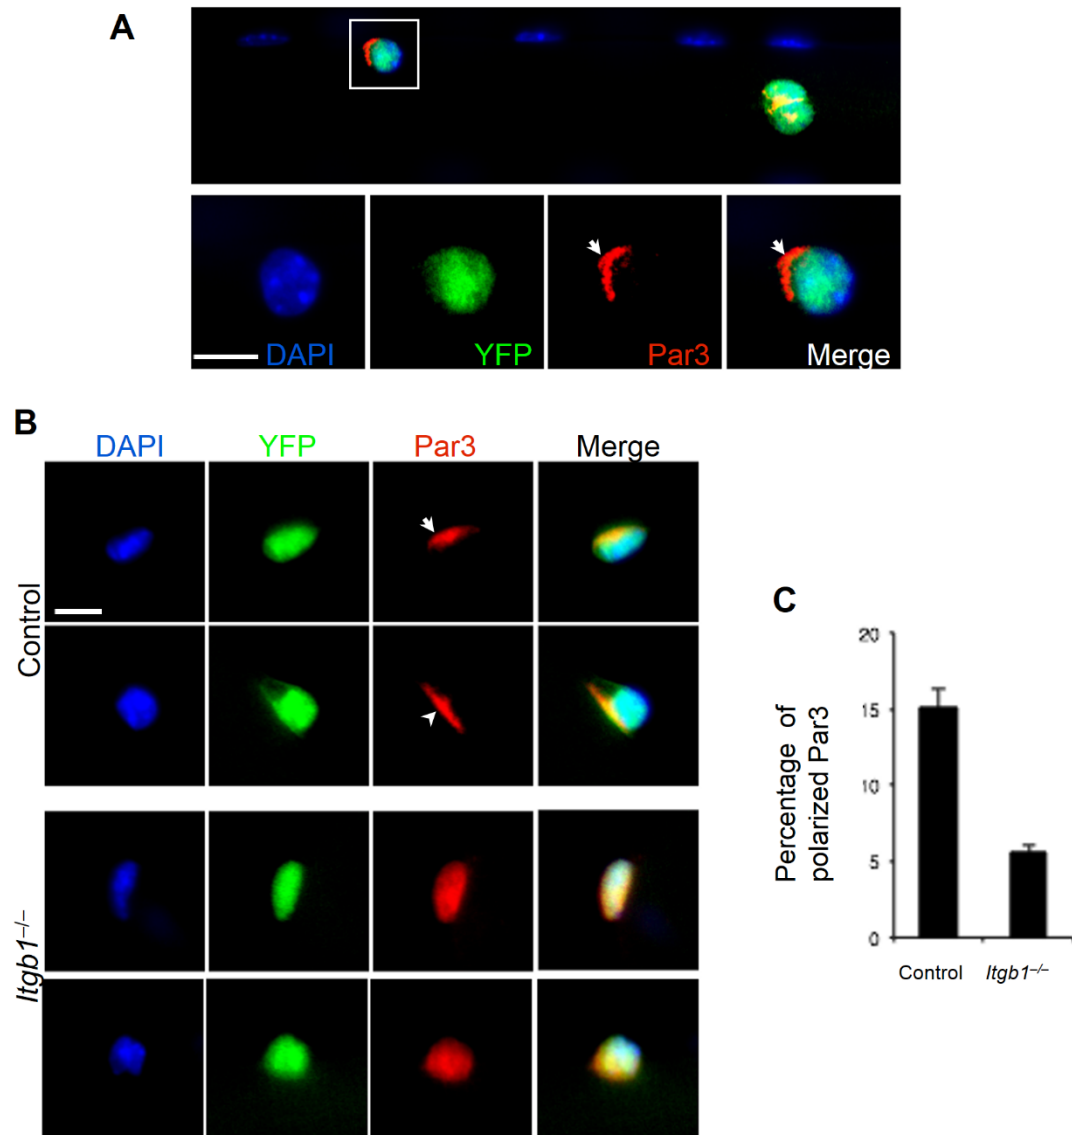 A
DAPI
YFP
Par3
Merge
B
DAPI
YFP
Par3
Merge
Control
Itgb1–/–
C
Percentage of
polarized Par3
20
15
10
5
0
Control
Itgb1–/–